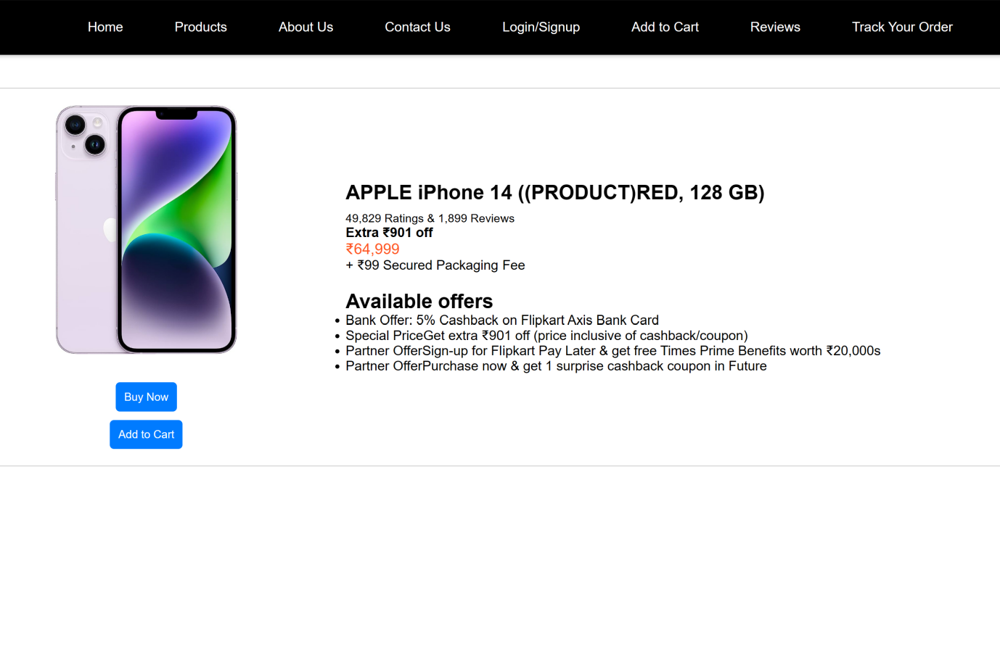 Home Products About Us Contact Us Login/Signup Add to Cart Reviews Track Your Order
APPLE iPhone 14 ((PRODUCT)RED, 128 GB)
49,829 Ratings & 1,899 Reviews
Extra ₹901 off
₹64,999
+ ₹99 Secured Packaging Fee
Available offers
• Bank Offer: 5% Cashback on Flipkart Axis Bank Card
• Special PriceGet extra ₹901 off (price inclusive of cashback/coupon)
• Partner OfferSign-up for Flipkart Pay Later & get free Times Prime Benefits worth ₹20,000s
• Partner OfferPurchase now & get 1 surprise cashback coupon in Future
Buy Now
Add to Cart